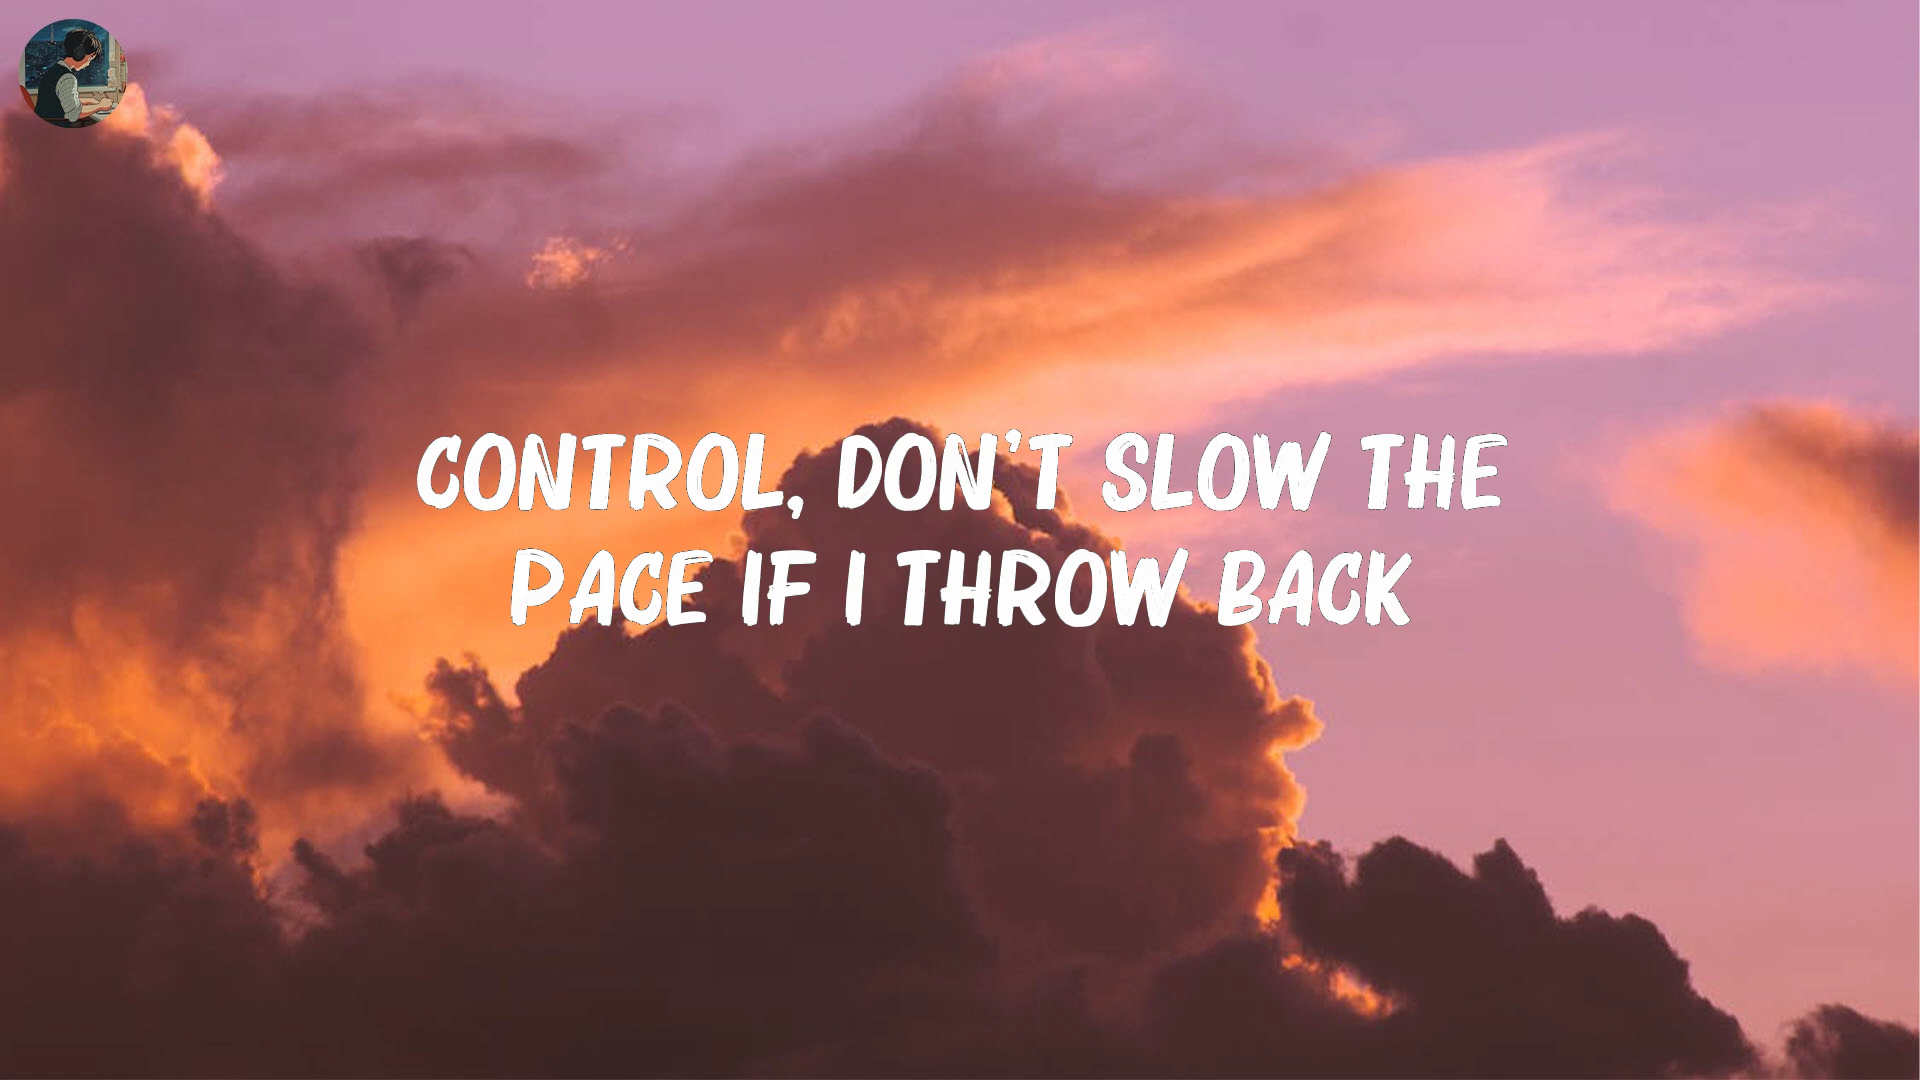 CONTROL, DON'T SLOW THE
PACE IF I THROW BACK